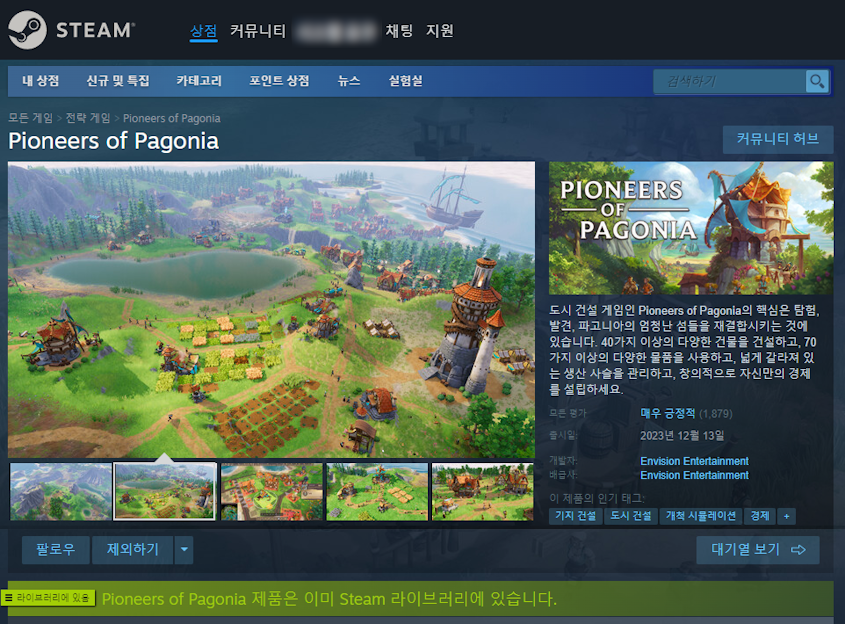 STEAM®
상점 커뮤니티 채팅 지원
내 상점 신규 및 특집 카테고리 포인트 상점 뉴스 실험실 검색하기
모든 게임 > 전략 게임 > Pioneers of Pagonia
Pioneers of Pagonia
커뮤니티 허브
PIONEERS
OF
PAGONIA
도시 건설 게임인 Pioneers of Pagonia의 핵심은 탐험,
발견, 파고니아의 엄청난 섬들을 재결합시키는 것에
있습니다. 40가지 이상의 다양한 건물을 건설하고, 70
가지 이상의 다양한 물품을 사용하고, 넓게 갈라져 있
는 생산 사슬을 관리하고, 창의적으로 자신만의 경제
를 설립하세요.
모든 평가: 매우 긍정적 (1,879)
출시일: 2023년 12월 13일
개발자: Envision Entertainment
배급사: Envision Entertainment
이 제품의 인기 태그:
기지 건설 도시 건설 개척 시뮬레이션 경제 +
팔로우 제외하기 대기열 보기
라이브러리에 있음 Pioneers of Pagonia 제품은 이미 Steam 라이브러리에 있습니다.